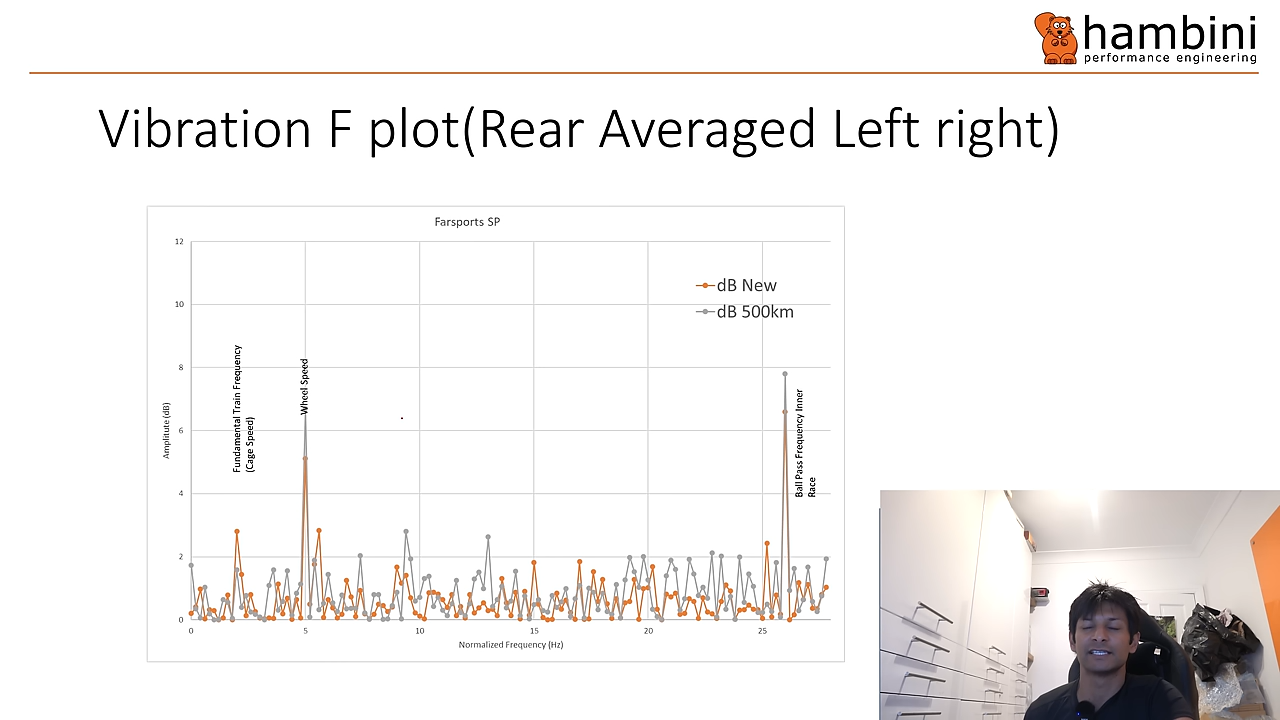 hambini
performance engineering
Vibration F plot(Rear Averaged Left right)
Farsports SP
12
10
8
6
4
2
0
Amplitute (dB)
dB New
dB 500km
Fundamental Train Frequency
(Cage Speed)
Wheel Speed
Ball Pass Frequency Inner
Race
0 5 10 15 20 25
Normalized Frequency (Hz)